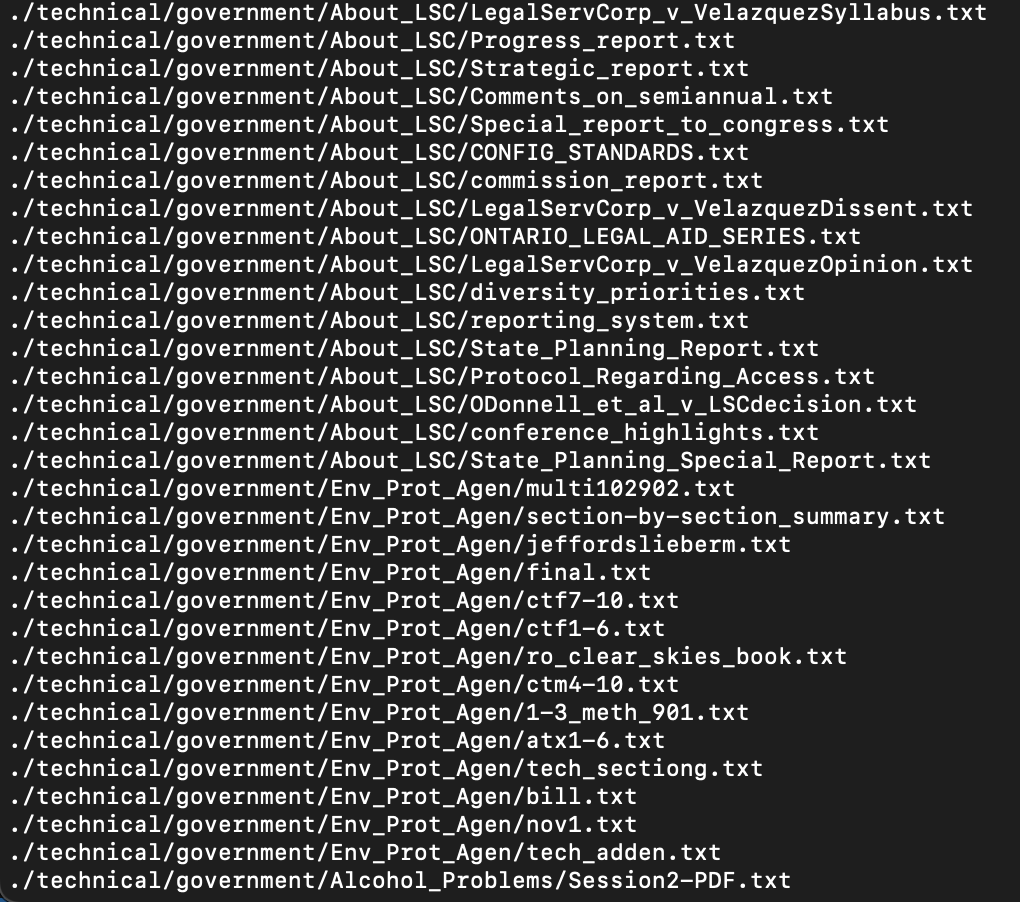 ./technical/government/About_LSC/LegalServCorp_v_VelazquezSyllabus.txt
./technical/government/About_LSC/Progress_report.txt
./technical/government/About_LSC/Strategic_report.txt
./technical/government/About_LSC/Comments_on_semiannual.txt
./technical/government/About_LSC/Special_report_to_congress.txt
./technical/government/About_LSC/CONFIG_STANDARDS.txt
./technical/government/About_LSC/commission_report.txt
./technical/government/About_LSC/LegalServCorp_v_VelazquezDissent.txt
./technical/government/About_LSC/ONTARIO_LEGAL_AID_SERIES.txt
./technical/government/About_LSC/LegalServCorp_v_VelazquezOpinion.txt
./technical/government/About_LSC/diversity_priorities.txt
./technical/government/About_LSC/reporting_system.txt
./technical/government/About_LSC/State_Planning_Report.txt
./technical/government/About_LSC/Protocol_Regarding_Access.txt
./technical/government/About_LSC/ODonnell_et_al_v_LSCdecision.txt
./technical/government/About_LSC/conference_highlights.txt
./technical/government/About_LSC/State_Planning_Special_Report.txt
./technical/government/Env_Prot_Agen/multi102902.txt
./technical/government/Env_Prot_Agen/section-by-section_summary.txt
./technical/government/Env_Prot_Agen/jeffordslieberm.txt
./technical/government/Env_Prot_Agen/final.txt
./technical/government/Env_Prot_Agen/ctf7-10.txt
./technical/government/Env_Prot_Agen/ctf1-6.txt
./technical/government/Env_Prot_Agen/ro_clear_skies_book.txt
./technical/government/Env_Prot_Agen/ctm4-10.txt
./technical/government/Env_Prot_Agen/1-3_meth_901.txt
./technical/government/Env_Prot_Agen/atx1-6.txt
./technical/government/Env_Prot_Agen/tech_sectiong.txt
./technical/government/Env_Prot_Agen/bill.txt
./technical/government/Env_Prot_Agen/nov1.txt
./technical/government/Env_Prot_Agen/tech_adden.txt
./technical/government/Alcohol_Problems/Session2-PDF.txt